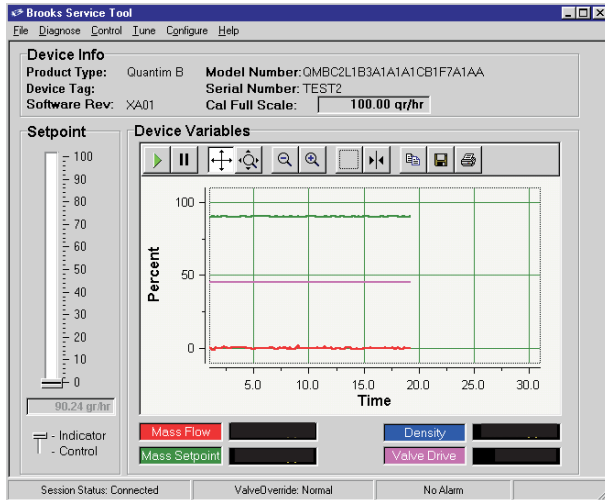 Brooks Service Tool
File Diagnose Control Tune Configure Help
Device Info
Product Type: Quantim B Model Number: QMBC2L1B3A1A1A1CB1F7A1AA
Device Tag: Serial Number: TEST2
Software Rev: XA01 Cal Full Scale: 100.00 qr/hr
Setpoint
100
90
80
70
60
50
40
30
20
10
0
90.24 gr/hr
- Indicator
- Control
Device Variables
Percent
100
50
0
5.0 10.0 15.0 20.0 25.0 30.0
Time
Mass Flow Density
Mass Setpoint Valve Drive
Session Status: Connected ValveOverride: Normal No Alarm